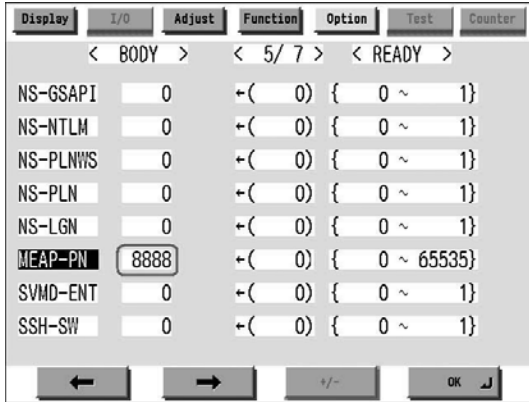 Display I/O Adjust Function Option Test Counter
< BODY > < 5/ 7 > < READY >
NS-GSAPI 0 ←( 0) { 0 ~ 1}
NS-NTLM 0 ←( 0) { 0 ~ 1}
NS-PLNWS 0 ←( 0) { 0 ~ 1}
NS-PLN 0 ←( 0) { 0 ~ 1}
NS-LGN 0 ←( 0) { 0 ~ 1}
MEAP-PN 8888 ←( 0) { 0 ~ 65535}
SVMD-ENT 0 ←( 0) { 0 ~ 1}
SSH-SW 0 ←( 0) { 0 ~ 1}
← → +/- OK ↵